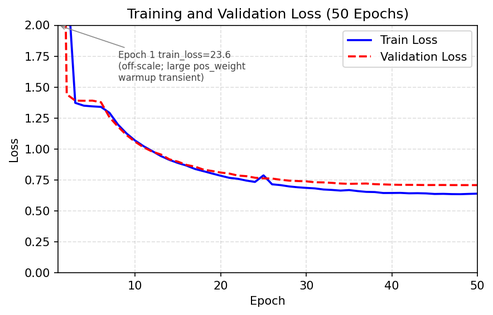 Training and Validation Loss (50 Epochs)
2.00
1.75
1.50
1.25
1.00
0.75
0.50
0.25
0.00
Loss
Epoch 1 train_loss=23.6
(off-scale; large pos_weight
warmup transient)
Train Loss
Validation Loss
10
20
30
40
50
Epoch